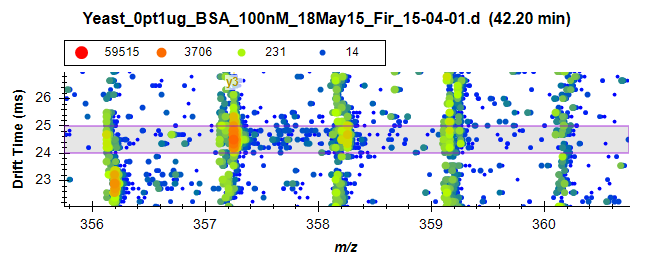 Yeast_0pt1ug_BSA_100nM_18May15_Fir_15-04-01.d (42.20 min)
59515 3706 231 14
y3
26
25
24
23
Drift Time (ms)
356 357 358 359 360
m/z